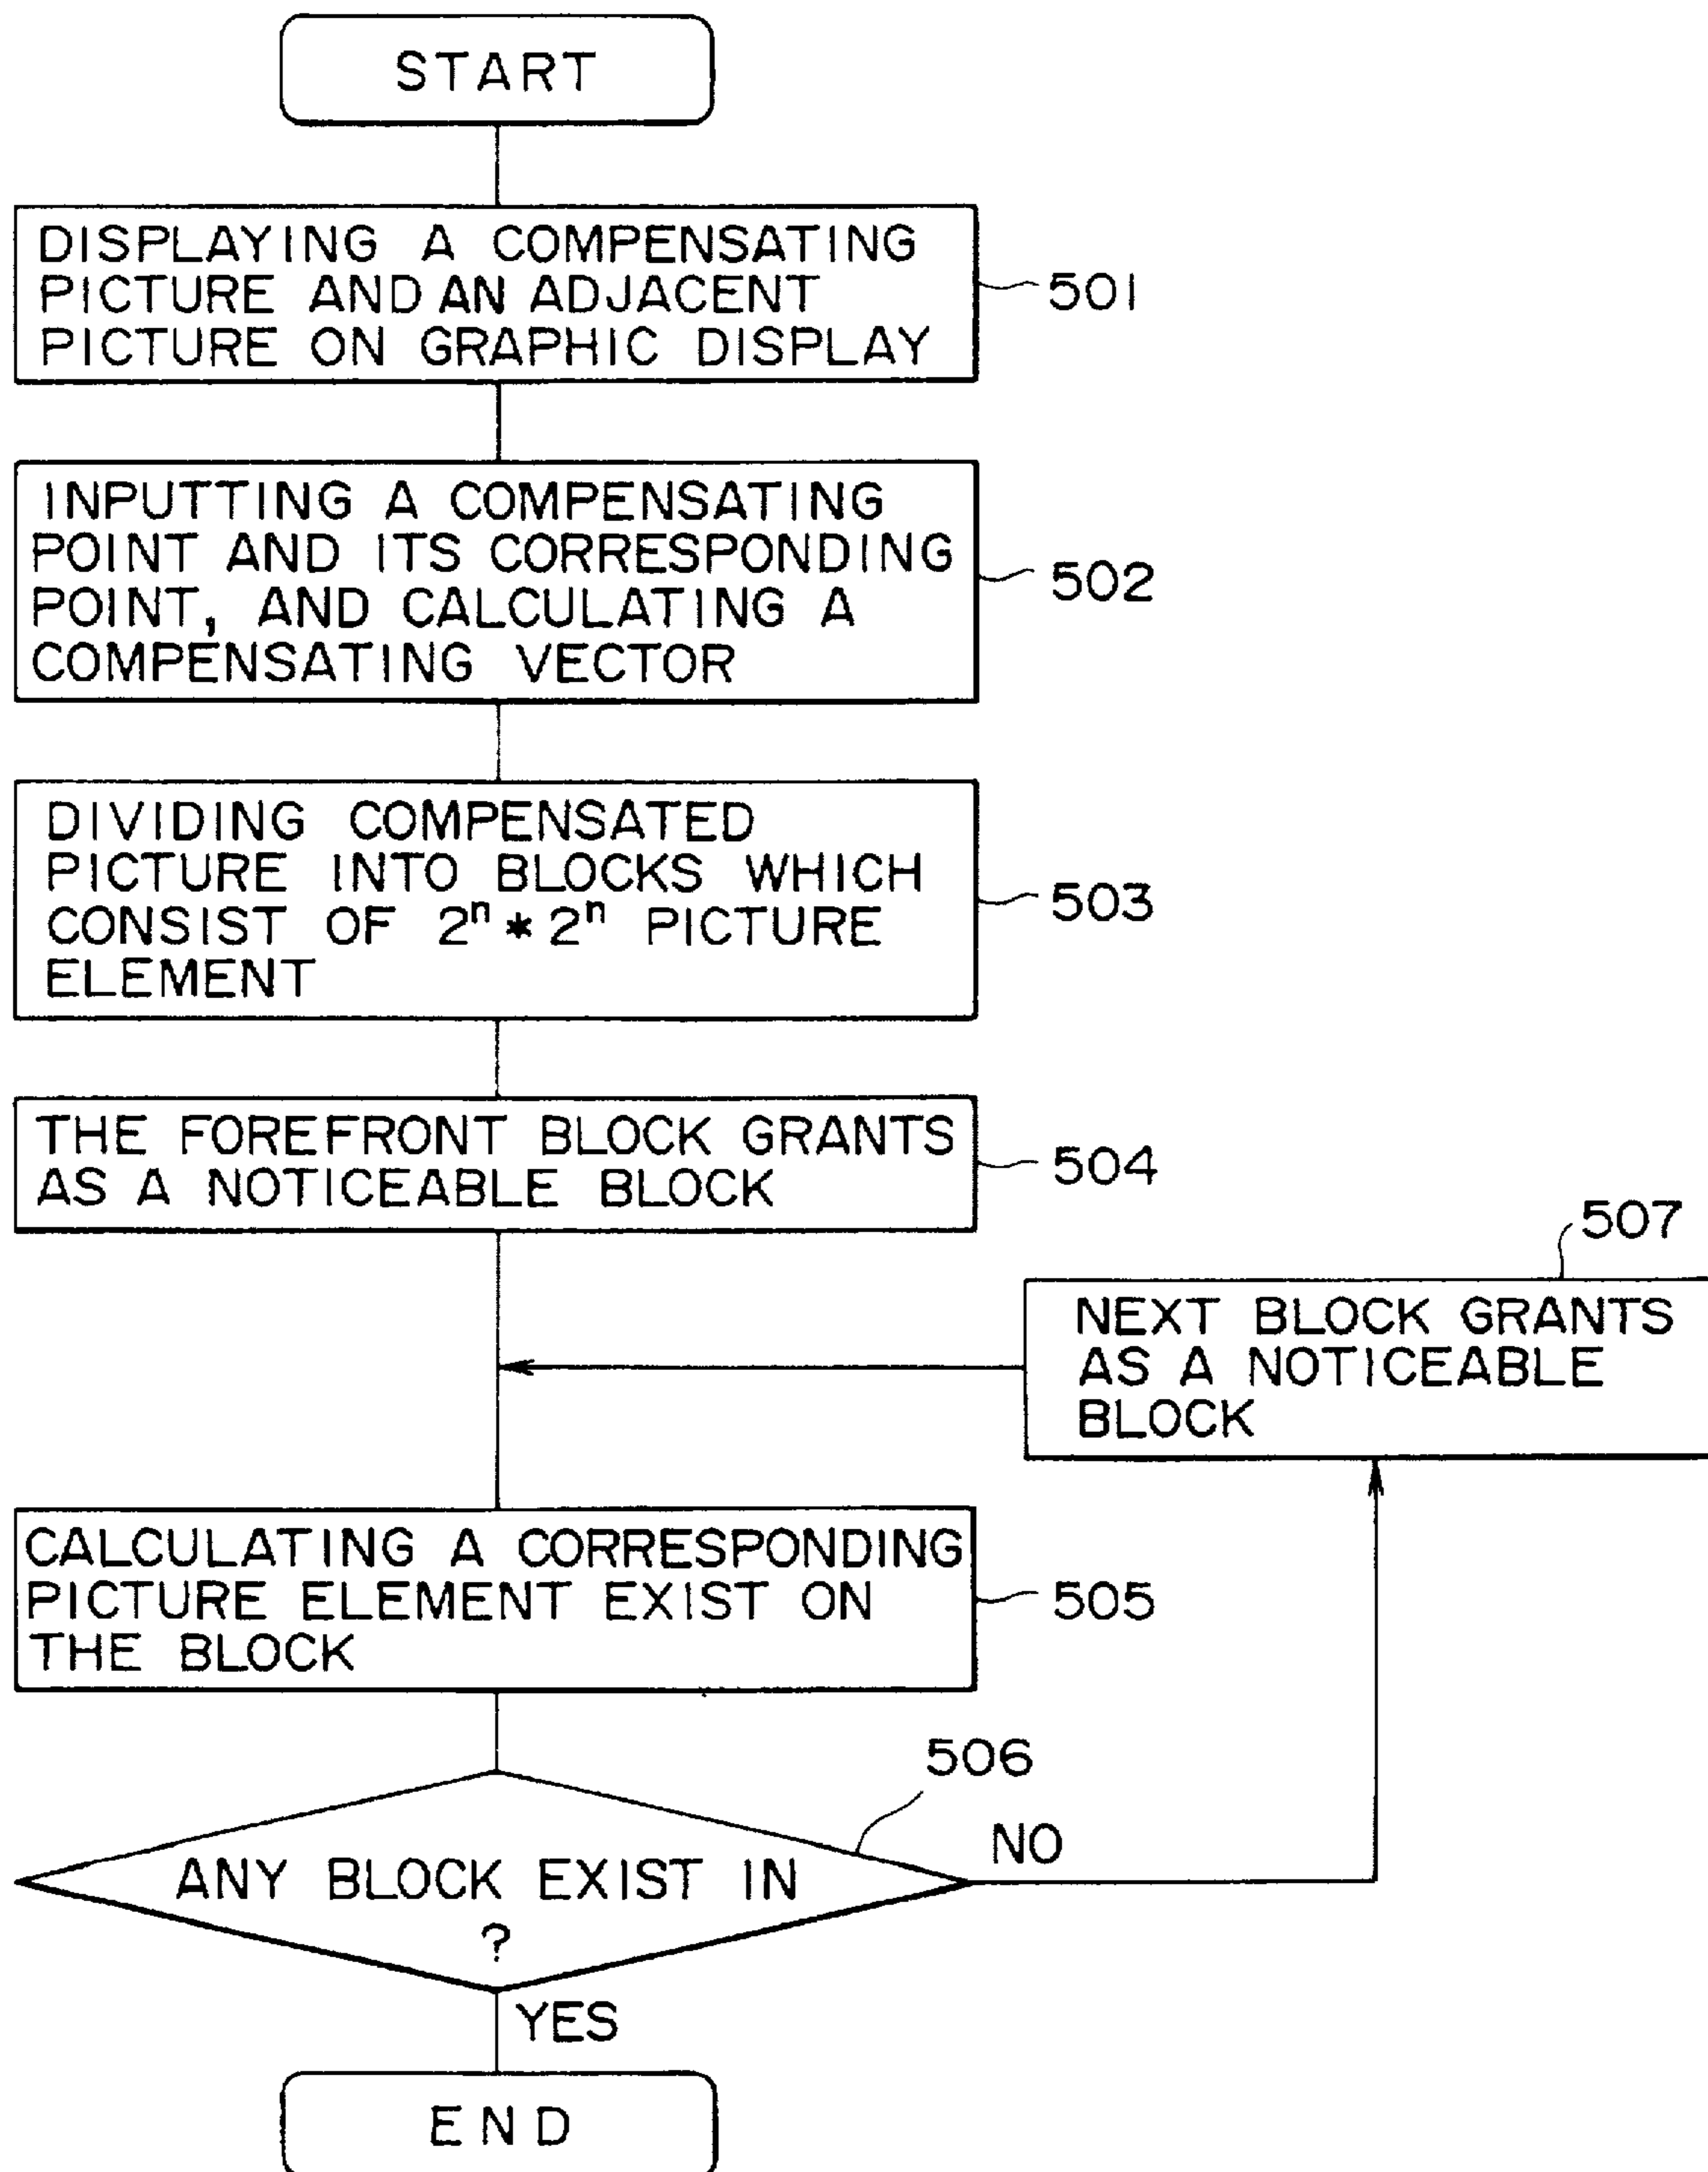 START
DISPLAYING A COMPENSATING
PICTURE AND AN ADJACENT
PICTURE ON GRAPHIC DISPLAY
501
INPUTTING A COMPENSATING
POINT AND ITS CORRESPONDING
POINT, AND CALCULATING A
COMPENSATING VECTOR
502
DIVIDING COMPENSATED
PICTURE INTO BLOCKS WHICH
CONSIST OF 2ⁿ * 2ⁿ PICTURE
ELEMENT
503
THE FOREFRONT BLOCK GRANTS
AS A NOTICEABLE BLOCK
504
507
NEXT BLOCK GRANTS
AS A NOTICEABLE
BLOCK
CALCULATING A CORRESPONDING
PICTURE ELEMENT EXIST ON
THE BLOCK
505
506
ANY BLOCK EXIST IN
?
NO
YES
END